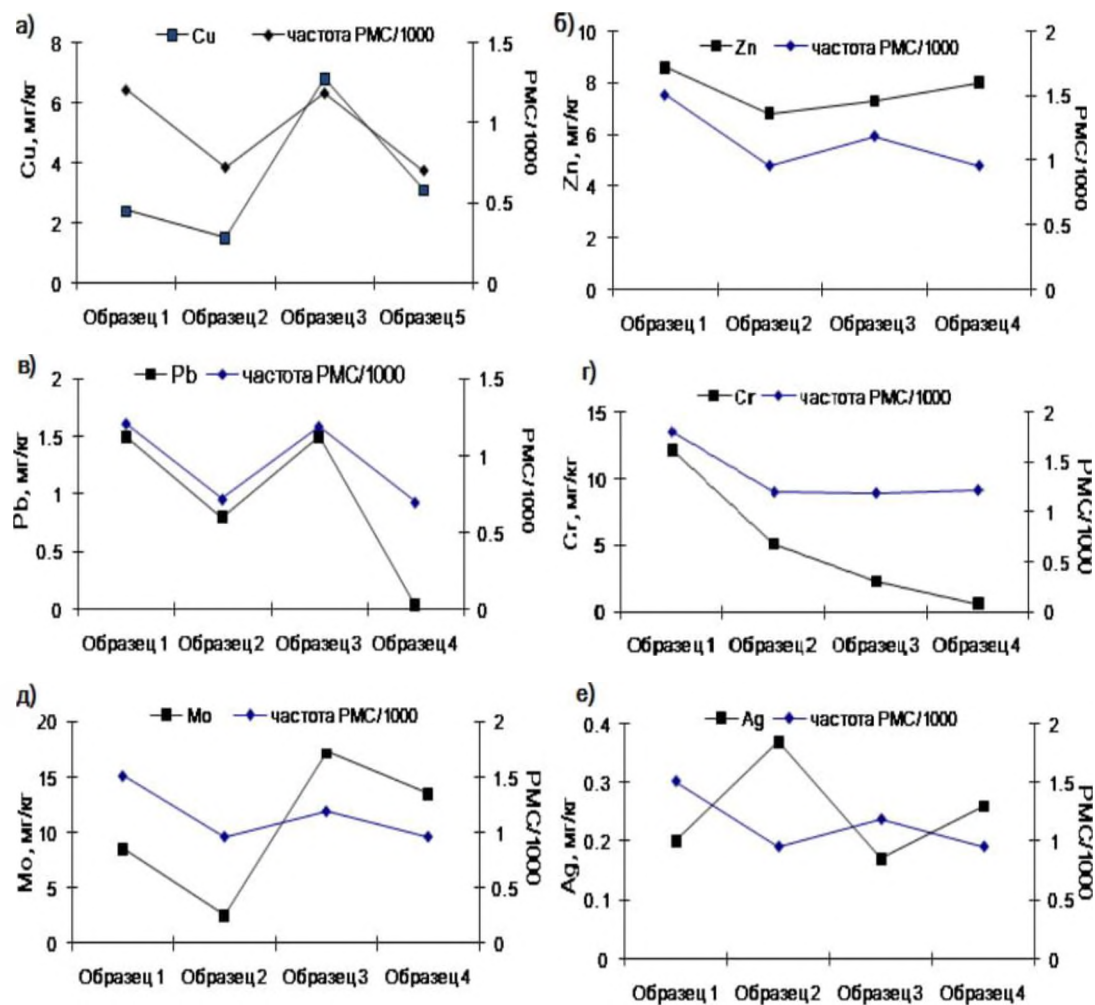 а)
Cu
частота РМС/1000
8
6
4
2
0
Cu, мг/кг
1.5
1
0.5
0
РМС/1000
Образец 1
Образец 2
Образец 3
Образец 5
б)
Zn
частота РМС/1000
10
8
6
4
2
0
Zn, мг/кг
2
1.5
1
0.5
0
РМС/1000
Образец 1
Образец 2
Образец 3
Образец 4
в)
Pb
частота РМС/1000
2
1.5
1
0.5
0
Pb, мг/кг
1.5
1
0.5
0
РМС/1000
Образец 1
Образец 2
Образец 3
Образец 4
г)
Cr
частота РМС/1000
15
10
5
0
Cr, мг/кг
2
1.5
1
0.5
0
РМС/1000
Образец 1
Образец 2
Образец 3
Образец 4
д)
Mo
частота РМС/1000
20
15
10
5
0
Mo, мг/кг
2
1.5
1
0.5
0
РМС/1000
Образец 1
Образец 2
Образец 3
Образец 4
е)
Ag
частота РМС/1000
0.4
0.3
0.2
0.1
0
Ag, мг/кг
2
1.5
1
0.5
0
РМС/1000
Образец 1
Образец 2
Образец 3
Образец 4